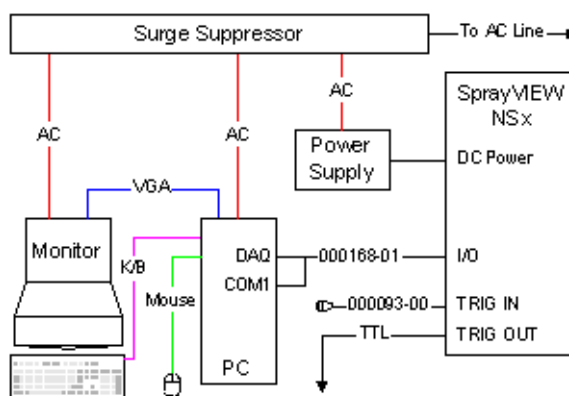 Surge Suppressor
To AC Line
SprayVIEW
NSx
AC
AC
AC
Power
Supply
DC Power
VGA
Monitor
K/B
Mouse
DAQ
COM1
PC
000168-01
I/O
000093-00
TRIG IN
TTL
TRIG OUT